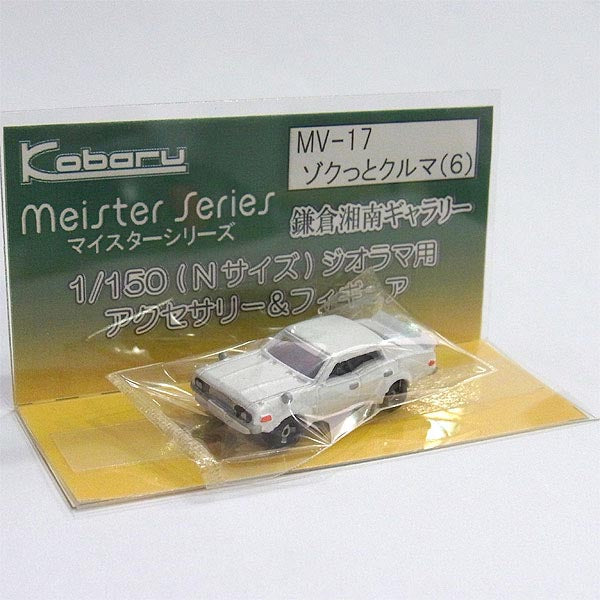 Kobaru
MV-17
ゾクっとクルマ(6)
Meister Series
マイスターシリーズ
鎌倉湘南ギャラリー
1/150(Nサイズ)ジオラマ用
アクセサリー&フィギュア